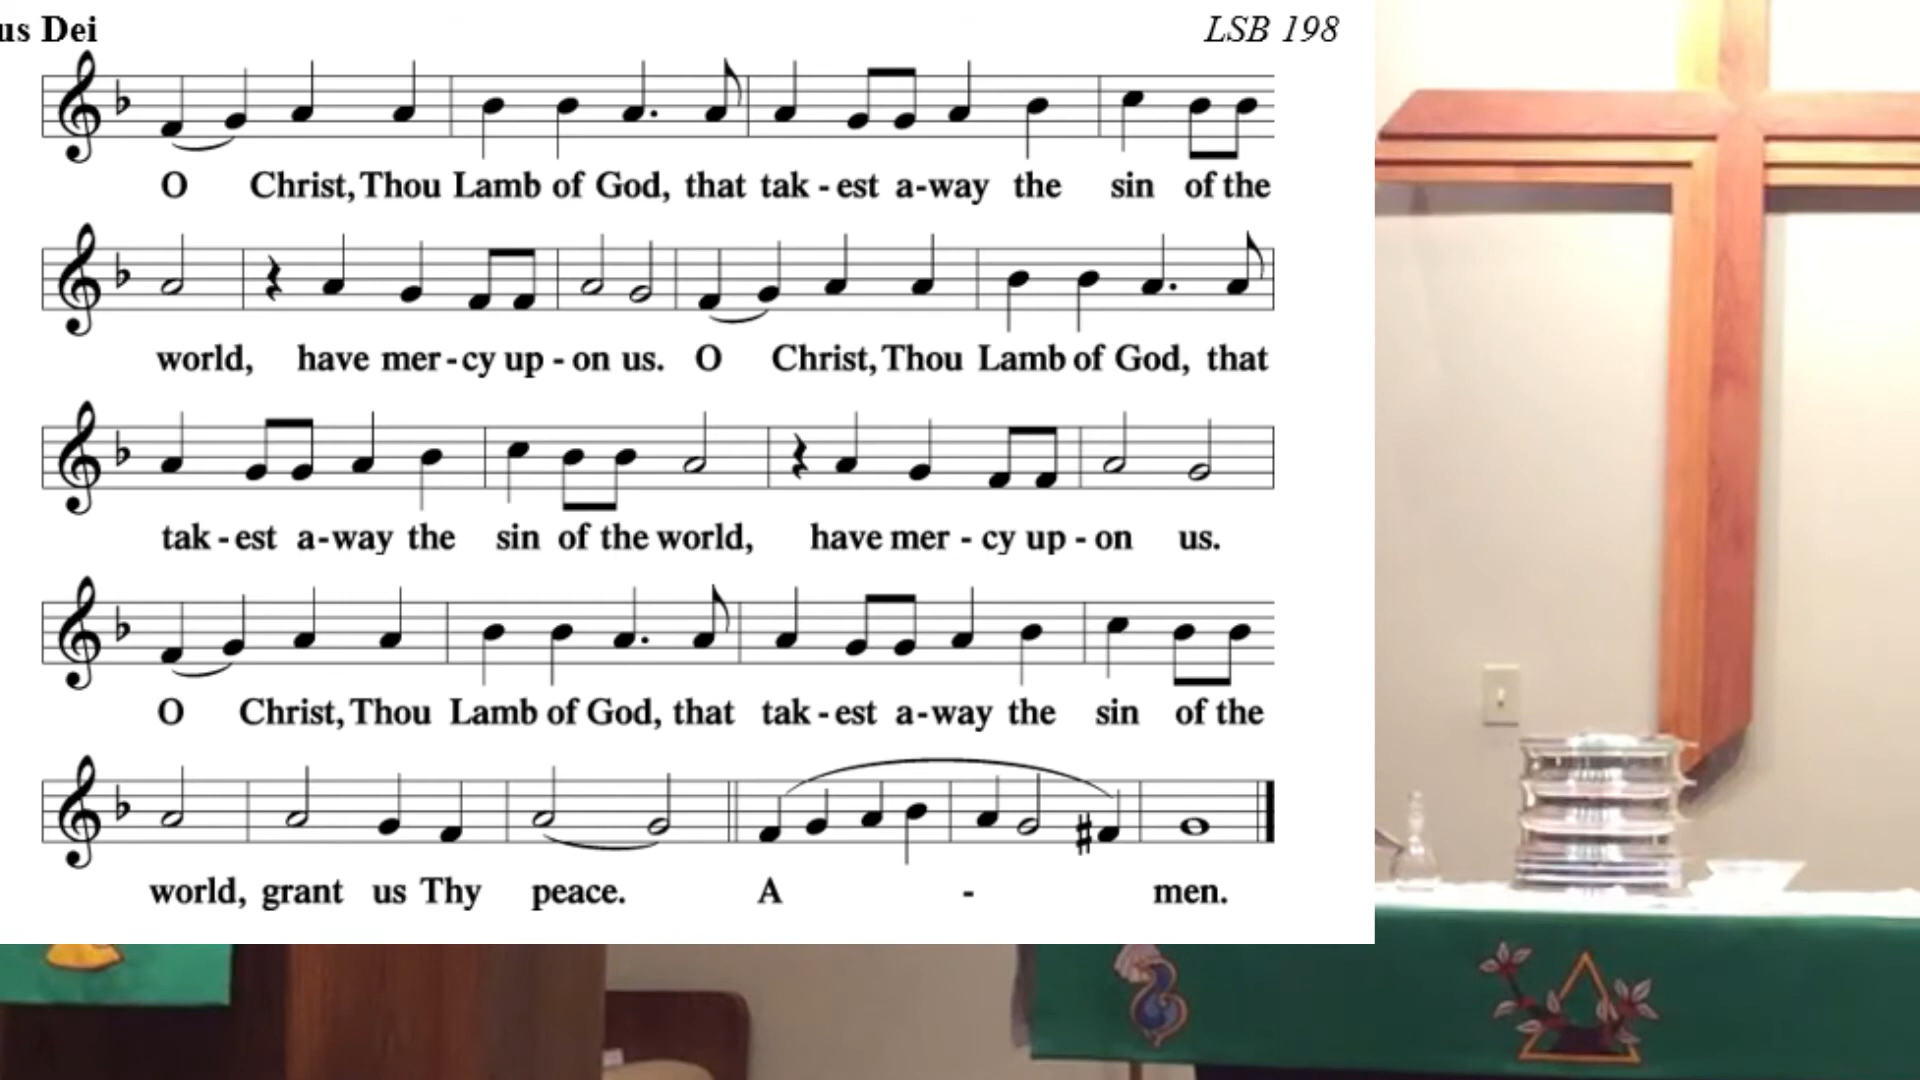 us Dei
LSB 198
O Christ, Thou Lamb of God, that tak - est a - way the sin of the
world, have mer - cy up - on us. O Christ, Thou Lamb of God, that
tak - est a - way the sin of the world, have mer - cy up - on us.
O Christ, Thou Lamb of God, that tak - est a - way the sin of the
world, grant us Thy peace. A - men.